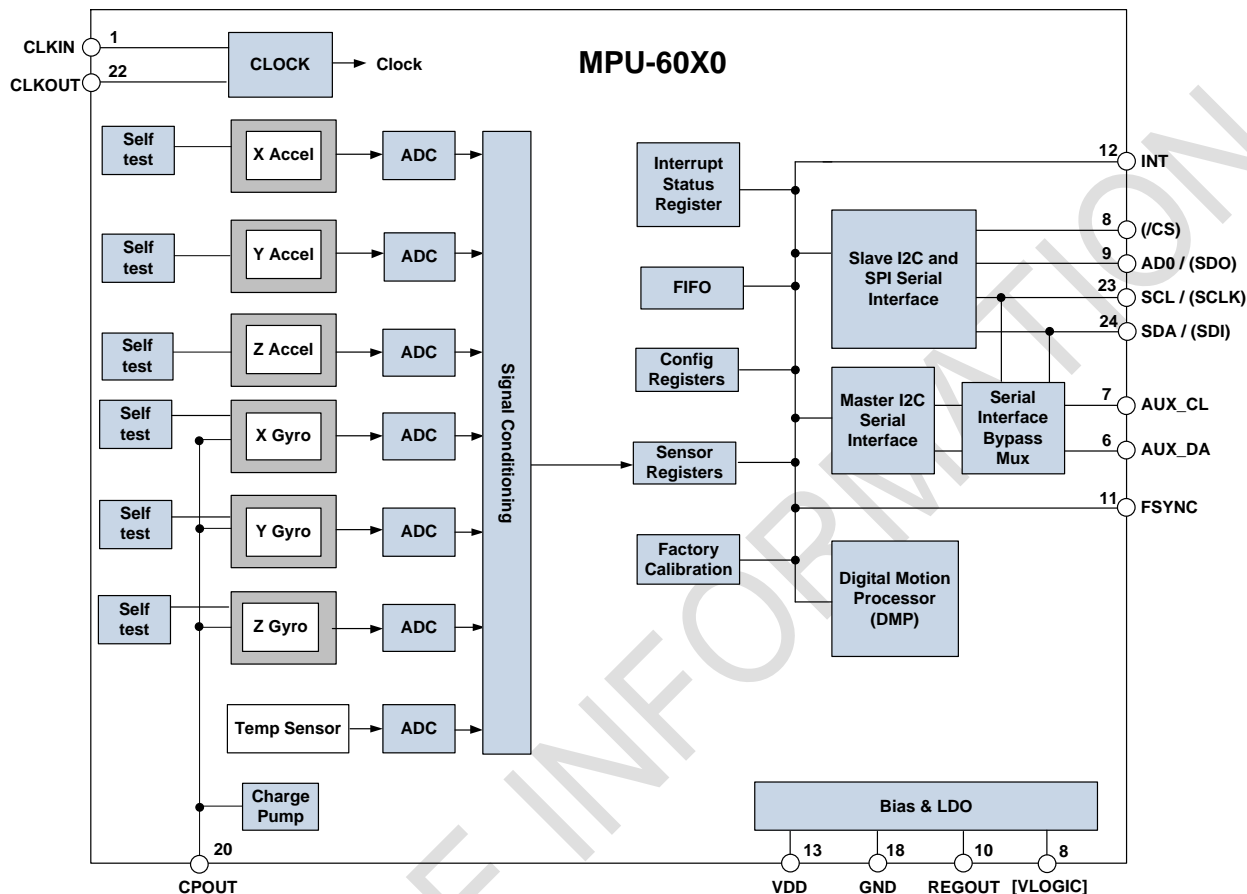 MPU-60X0
CLKIN
1
CLKOUT
22
CLOCK
Clock
Self
test
X Accel
ADC
Self
test
Y Accel
ADC
Self
test
Z Accel
ADC
Self
test
X Gyro
ADC
Self
test
Y Gyro
ADC
Self
test
Z Gyro
ADC
Temp Sensor
ADC
Charge
Pump
20
CPOUT
Signal Conditioning
Interrupt
Status
Register
FIFO
Config
Registers
Sensor
Registers
Factory
Calibration
Slave I2C and
SPI Serial
Interface
Master I2C
Serial
Interface
Serial
Interface
Bypass
Mux
Digital Motion
Processor
(DMP)
12
INT
8
(/CS)
9
AD0 / (SDO)
23
SCL / (SCLK)
24
SDA / (SDI)
7
AUX_CL
6
AUX_DA
11
FSYNC
Bias & LDO
13
VDD
18
GND
10
REGOUT
8
[VLOGIC]
E INFORMATION